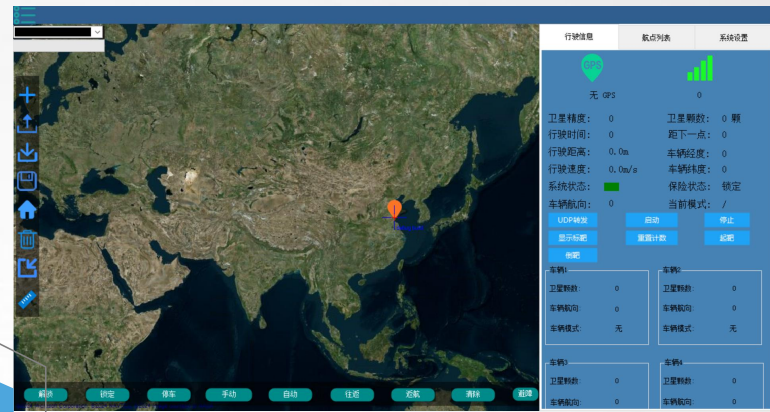 行驶信息 航点列表 系统设置
GPS
无 GPS 0
卫星精度: 0 卫星颗数: 0 颗
行驶时间: 0 距下一点: 0
行驶距离: 0.0m 车辆经度: 0
行驶速度: 0.0m/s 车辆纬度: 0
系统状态: 保险状态: 锁定
车辆航向: 0 当前模式: /
UDP转发 启动 停止
显示标靶 重置计数 起靶
倒靶
车辆1 车辆2
卫星颗数: 0 卫星颗数: 0
车辆航向: 0 车辆航向: 0
车辆模式: 无 车辆模式: 无
车辆3 车辆4
卫星颗数: 0 卫星颗数: 0
车辆航向: 0 车辆航向: 0
解锁 锁定 停车 手动 自动 往返 返航 清除 避障